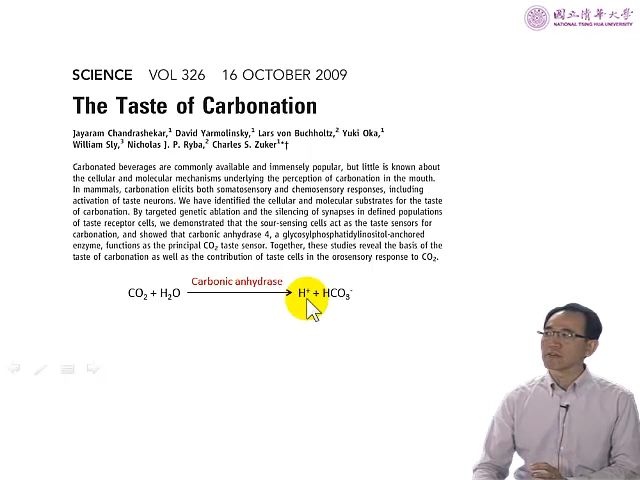 國立清華大學
NATIONAL TSING HUA UNIVERSITY
SCIENCE VOL 326 16 OCTOBER 2009
The Taste of Carbonation
Jayaram Chandrashekar,¹ David Yarmolinsky,¹ Lars von Buchholtz,² Yuki Oka,¹
William Sly,³ Nicholas J. P. Ryba,² Charles S. Zuker¹*†
Carbonated beverages are commonly available and immensely popular, but little is known about
the cellular and molecular mechanisms underlying the perception of carbonation in the mouth.
In mammals, carbonation elicits both somatosensory and chemosensory responses, including
activation of taste neurons. We have identified the cellular and molecular substrates for the taste
of carbonation. By targeted genetic ablation and the silencing of synapses in defined populations
of taste receptor cells, we demonstrated that the sour-sensing cells act as the taste sensors for
carbonation, and showed that carbonic anhydrase 4, a glycosylphosphatidylinositol-anchored
enzyme, functions as the principal CO₂ taste sensor. Together, these studies reveal the basis of the
taste of carbonation as well as the contribution of taste cells in the orosensory response to CO₂.
Carbonic anhydrase
CO₂ + H₂O → H⁺ + HCO₃⁻